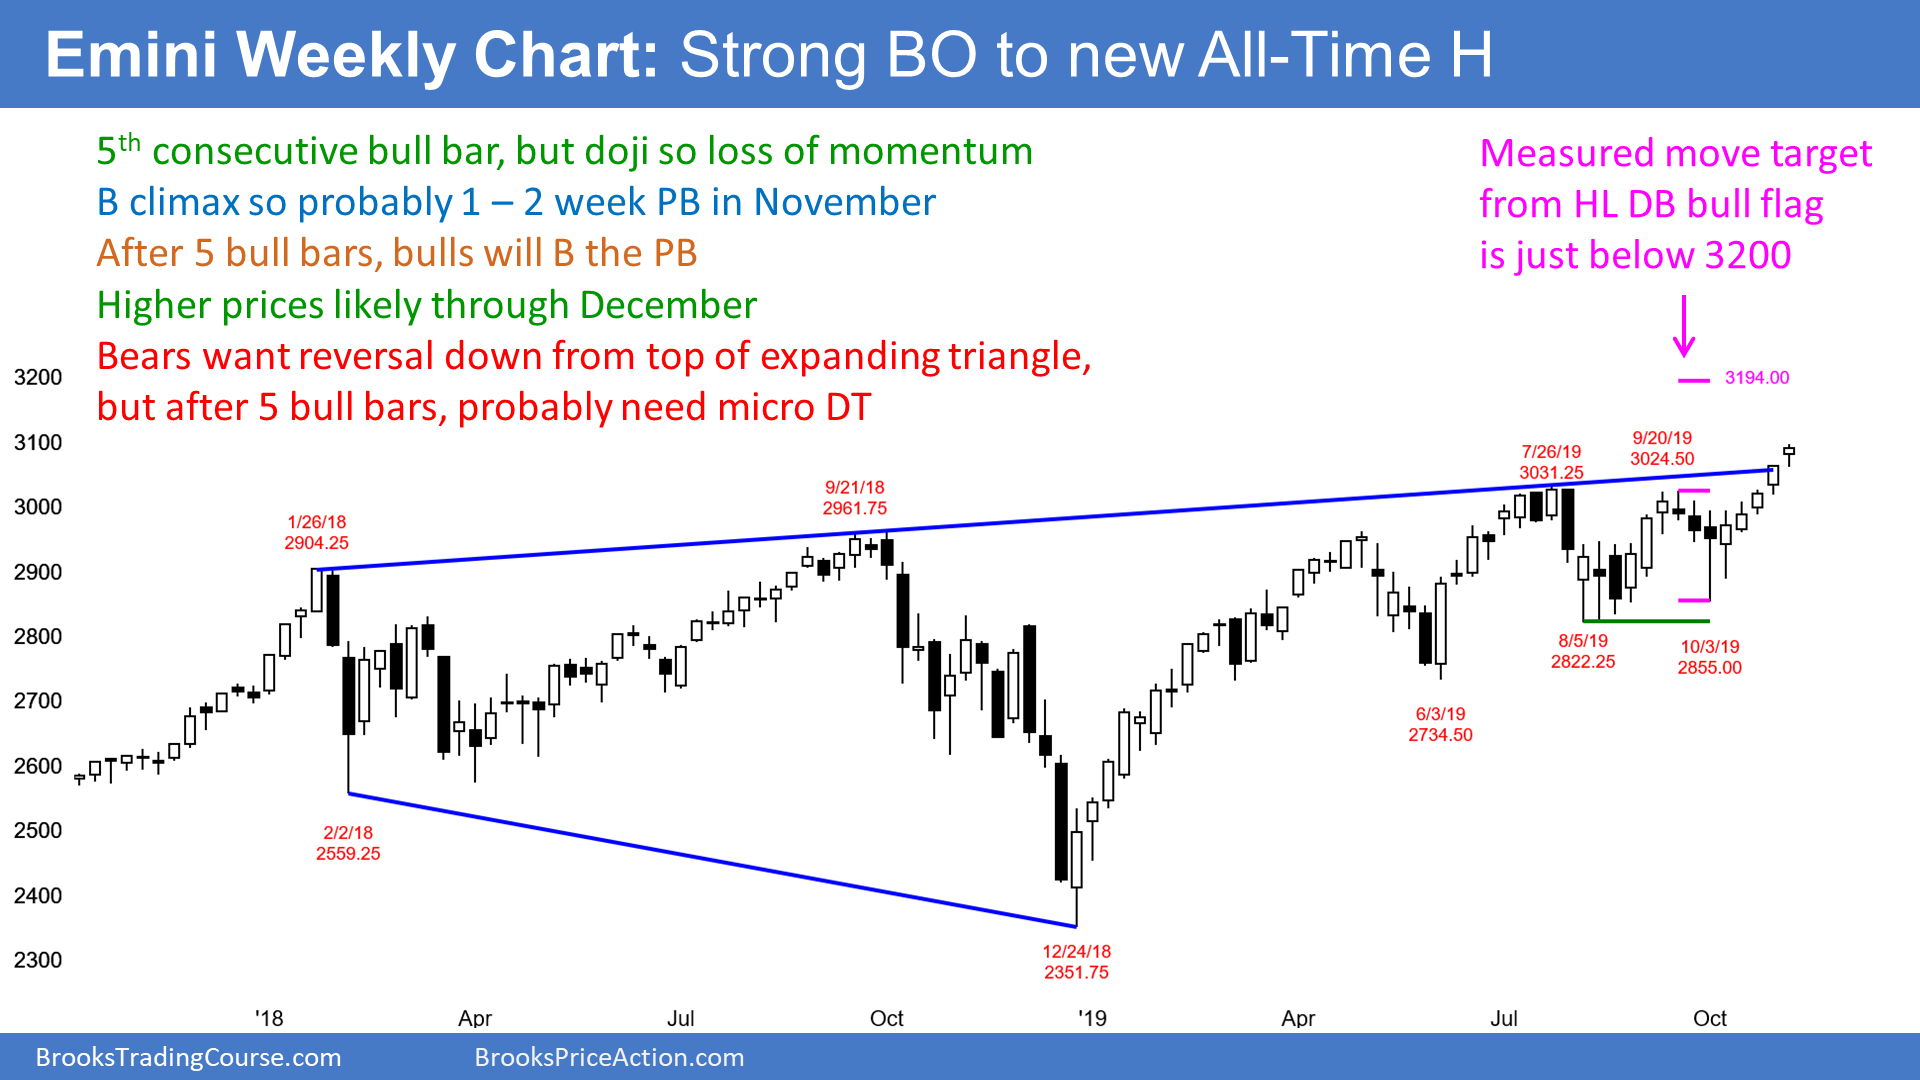 Emini Weekly Chart: Strong BO to new All-Time H
5th consecutive bull bar, but doji so loss of momentum
B climax so probably 1 – 2 week PB in November
After 5 bull bars, bulls will B the PB
Higher prices likely through December
Bears want reversal down from top of expanding triangle,
but after 5 bull bars, probably need micro DT
Measured move target
from HL DB bull flag
is just below 3200
3194.00
3200
3100
3000
2900
2800
2700
2600
2500
2400
2300
1/26/18
2904.25
2/2/18
2559.25
9/21/18
2961.75
12/24/18
2351.75
6/3/19
2734.50
7/26/19
3031.25
8/5/19
2822.25
9/20/19
3024.50
10/3/19
2855.00
'18
Apr
Jul
Oct
'19
Apr
Jul
Oct
BrooksTradingCourse.com
BrooksPriceAction.com